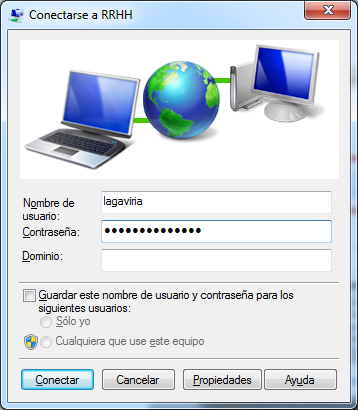 Conectarse a RRHH
Nombre de
usuario:
lagaviria
Contraseña:
●●●●●●●●●●●●●●
Dominio:
Guardar este nombre de usuario y contraseña para los
siguientes usuarios:
Sólo yo
Cualquiera que use este equipo
Conectar
Cancelar
Propiedades
Ayuda